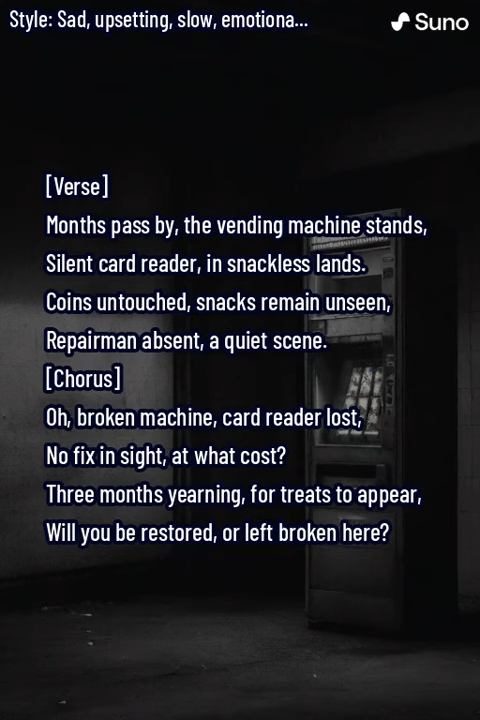 Style: Sad, upsetting, slow, emotiona...
Suno
[Verse]
Months pass by, the vending machine stands,
Silent card reader, in snackless lands.
Coins untouched, snacks remain unseen,
Repairman absent, a quiet scene.
[Chorus]
Oh, broken machine, card reader lost,
No fix in sight, at what cost?
Three months yearning, for treats to appear,
Will you be restored, or left broken here?